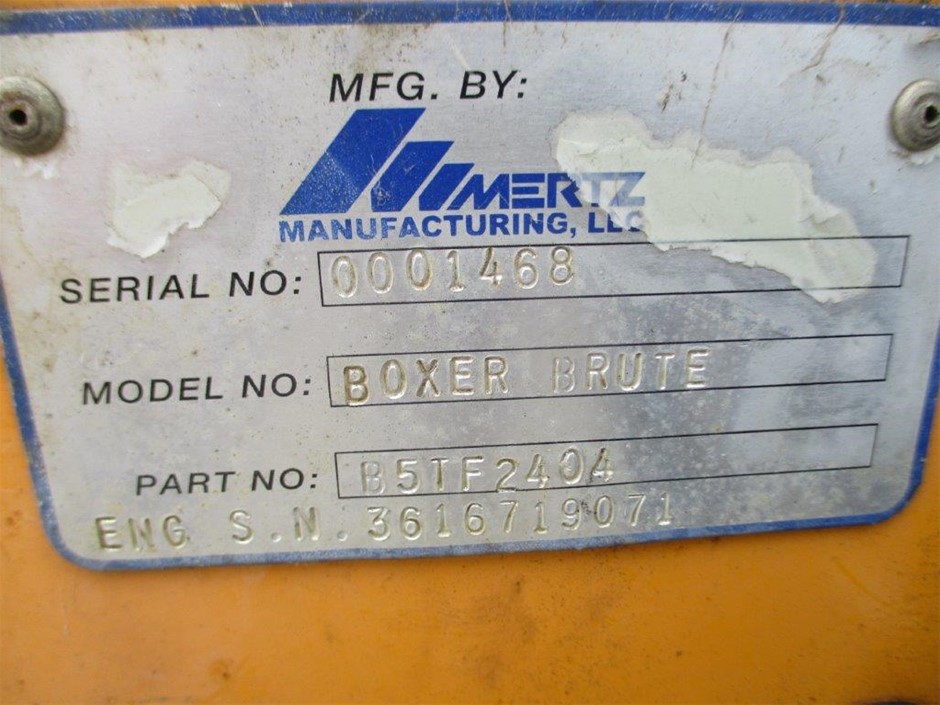 MFG. BY:
MERTZ
MANUFACTURING, LLC
SERIAL NO: 0001468
MODEL NO: BOXER BRUTE
PART NO: B5TF2404
ENG S.N. 3616719071